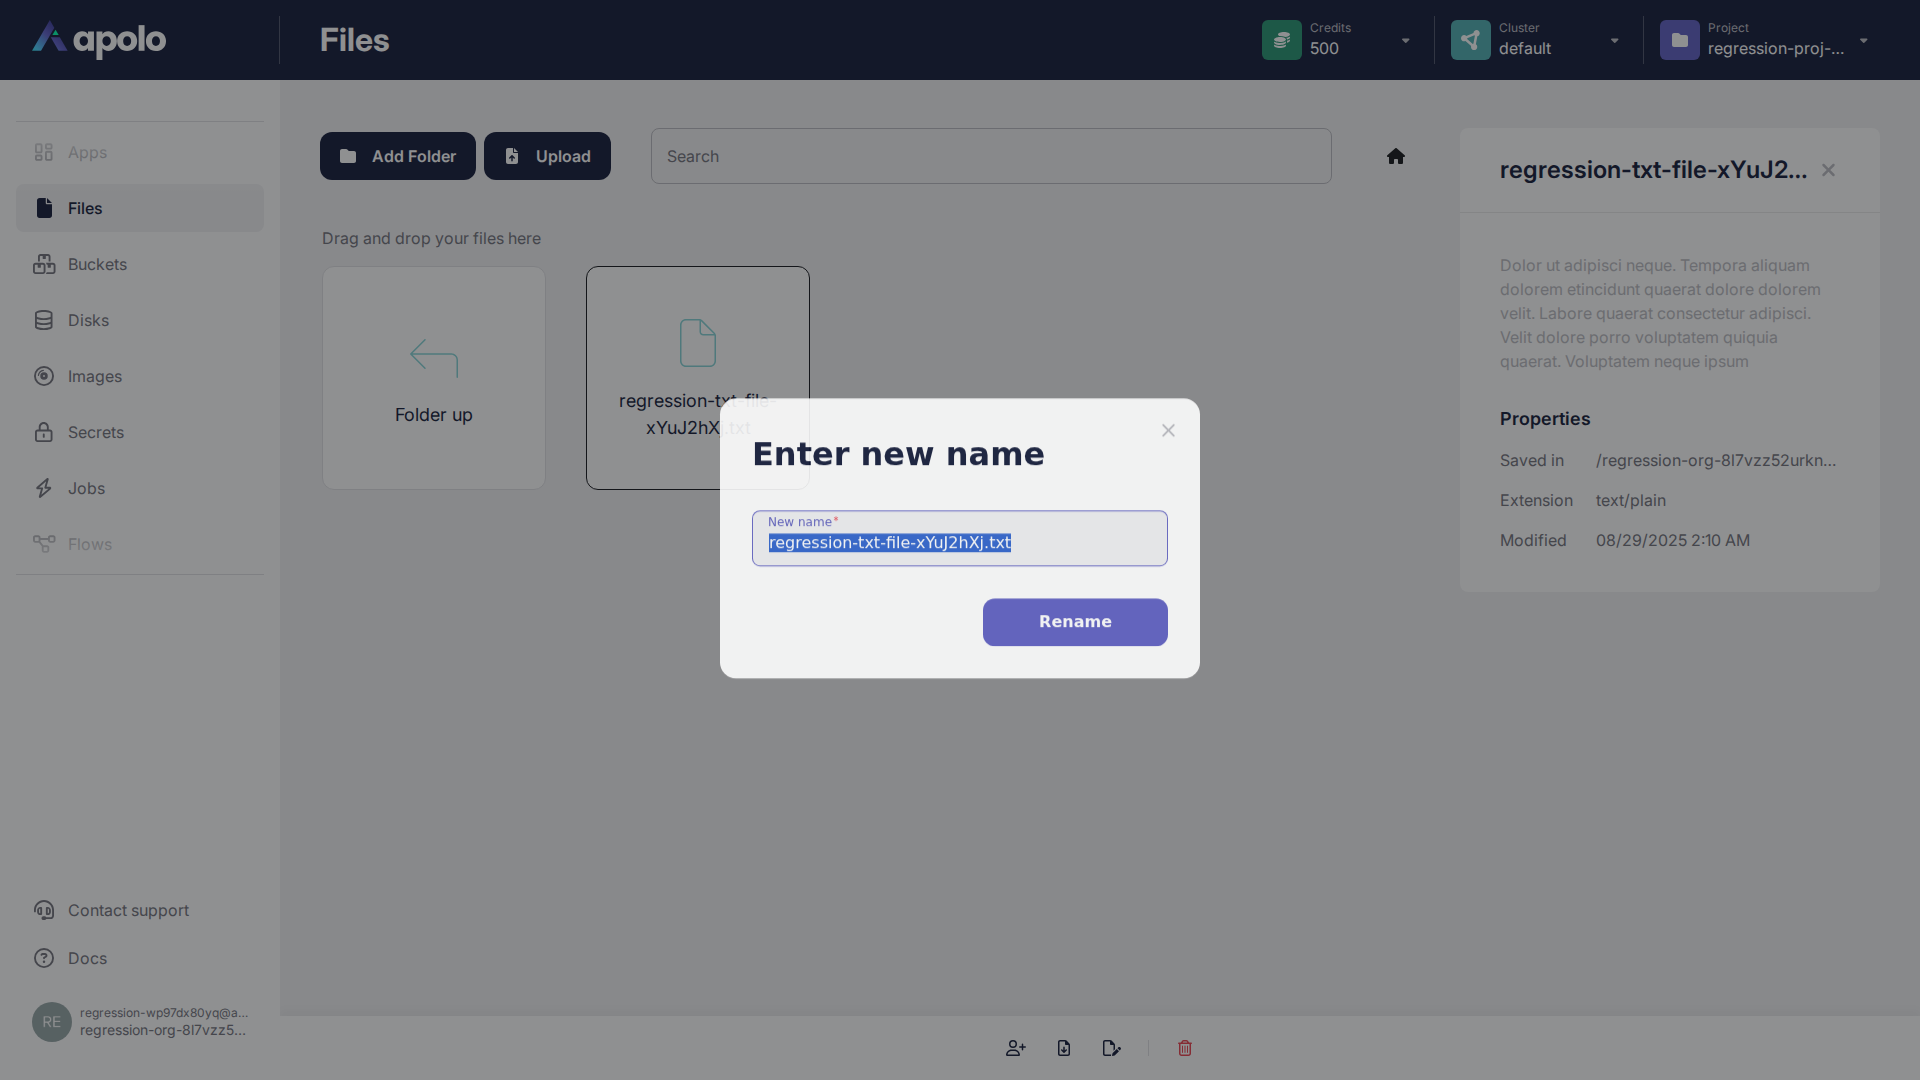 apolo
Files
Credits
500
Cluster
default
Project
regression-proj-...
Apps
Files
Buckets
Disks
Images
Secrets
Jobs
Flows
Contact support
Docs
RE
regression-wp97dx80yq@a...
regression-org-8l7vzz5...
Add Folder
Upload
Search
Drag and drop your files here
Folder up
regression-txt-file-
xYuJ2hXj.txt
Enter new name
New name*
regression-txt-file-xYuJ2hXj.txt
Rename
regression-txt-file-xYuJ2...
Dolor ut adipisci neque. Tempora aliquam
dolorem etincidunt quaerat dolore dolorem
velit. Labore quaerat consectetur adipisci.
Velit dolore porro voluptatem quiquia
quaerat. Voluptatem neque ipsum
Properties
Saved in /regression-org-8l7vzz52urkn...
Extension text/plain
Modified 08/29/2025 2:10 AM